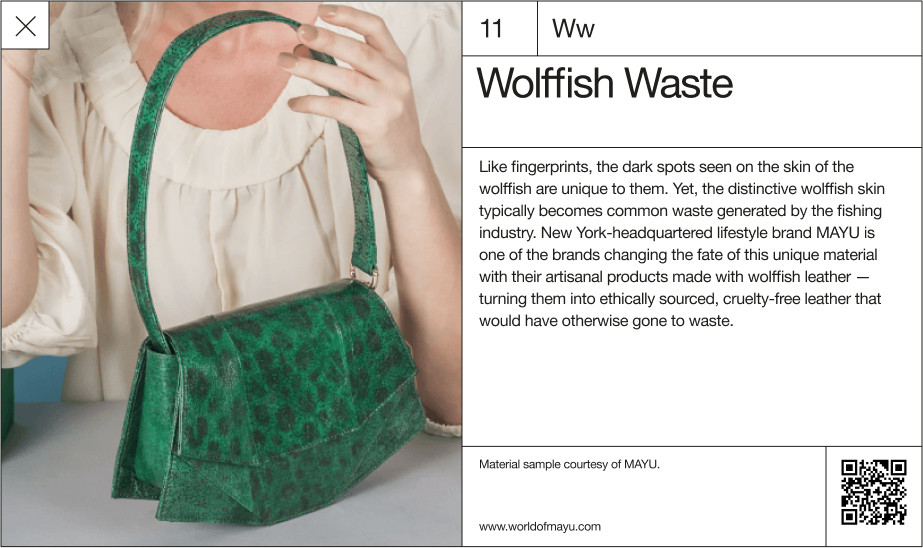 11
Ww
Wolffish Waste
Like fingerprints, the dark spots seen on the skin of the
wolffish are unique to them. Yet, the distinctive wolffish skin
typically becomes common waste generated by the fishing
industry. New York-headquartered lifestyle brand MAYU is
one of the brands changing the fate of this unique material
with their artisanal products made with wolffish leather —
turning them into ethically sourced, cruelty-free leather that
would have otherwise gone to waste.
Material sample courtesy of MAYU.
www.worldofmayu.com